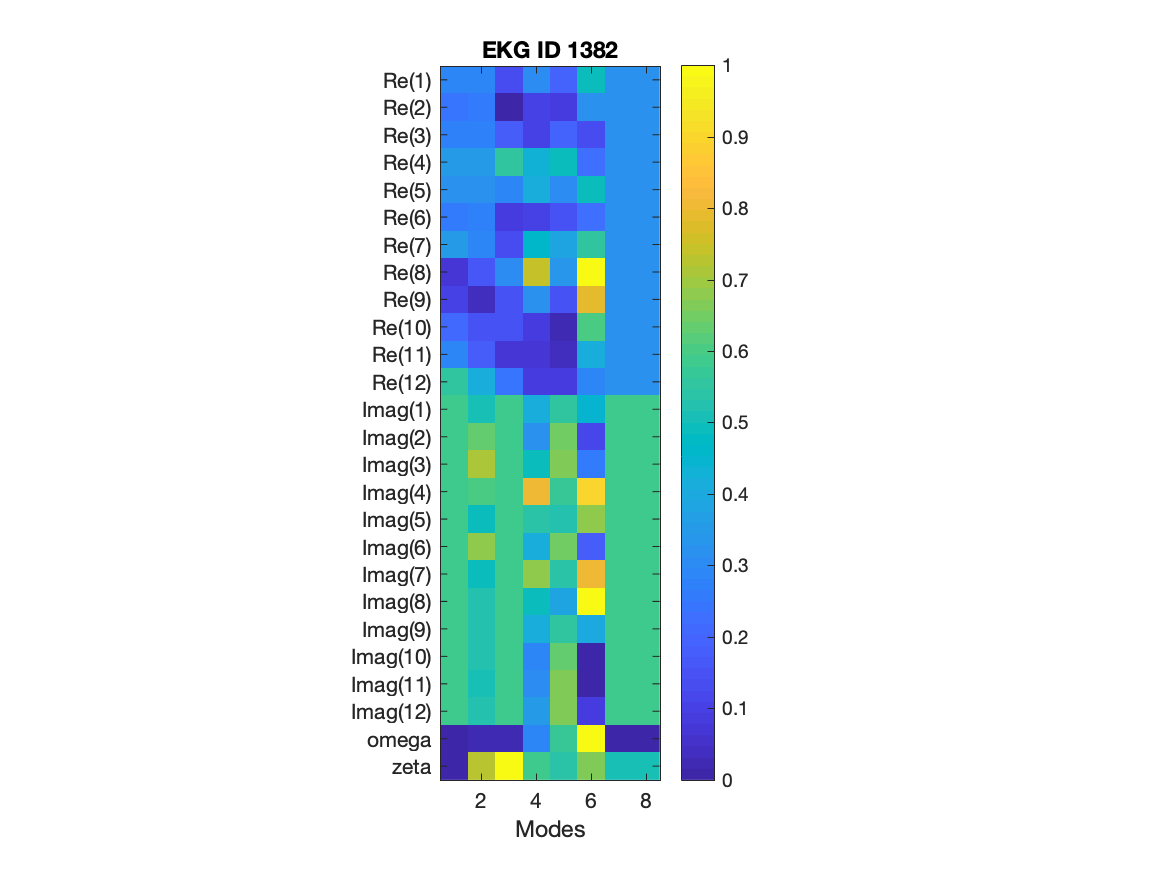 EKG ID 1382
Re(1)
Re(2)
Re(3)
Re(4)
Re(5)
Re(6)
Re(7)
Re(8)
Re(9)
Re(10)
Re(11)
Re(12)
Imag(1)
Imag(2)
Imag(3)
Imag(4)
Imag(5)
Imag(6)
Imag(7)
Imag(8)
Imag(9)
Imag(10)
Imag(11)
Imag(12)
omega
zeta
2 4 6 8
Modes
1
0.9
0.8
0.7
0.6
0.5
0.4
0.3
0.2
0.1
0